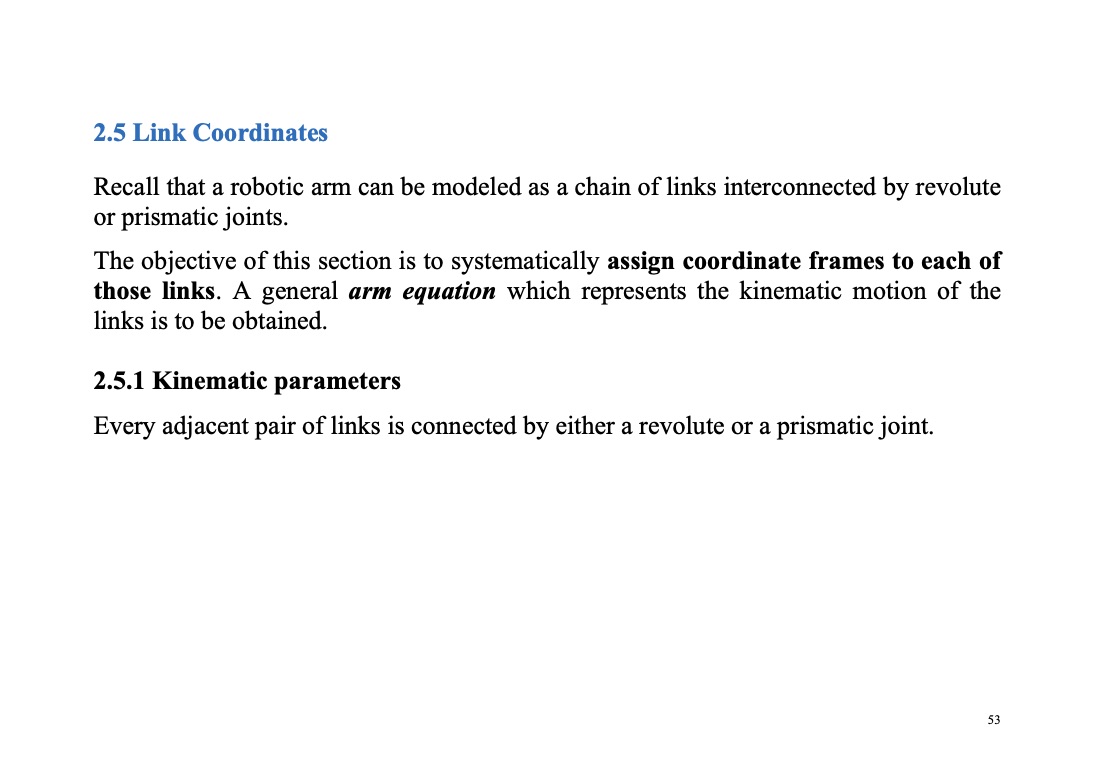 2.5 Link Coordinates
Recall that a robotic arm can be modeled as a chain of links interconnected by revolute
or prismatic joints.
The objective of this section is to systematically assign coordinate frames to each of
those links. A general arm equation which represents the kinematic motion of the
links is to be obtained.
2.5.1 Kinematic parameters
Every adjacent pair of links is connected by either a revolute or a prismatic joint.
53